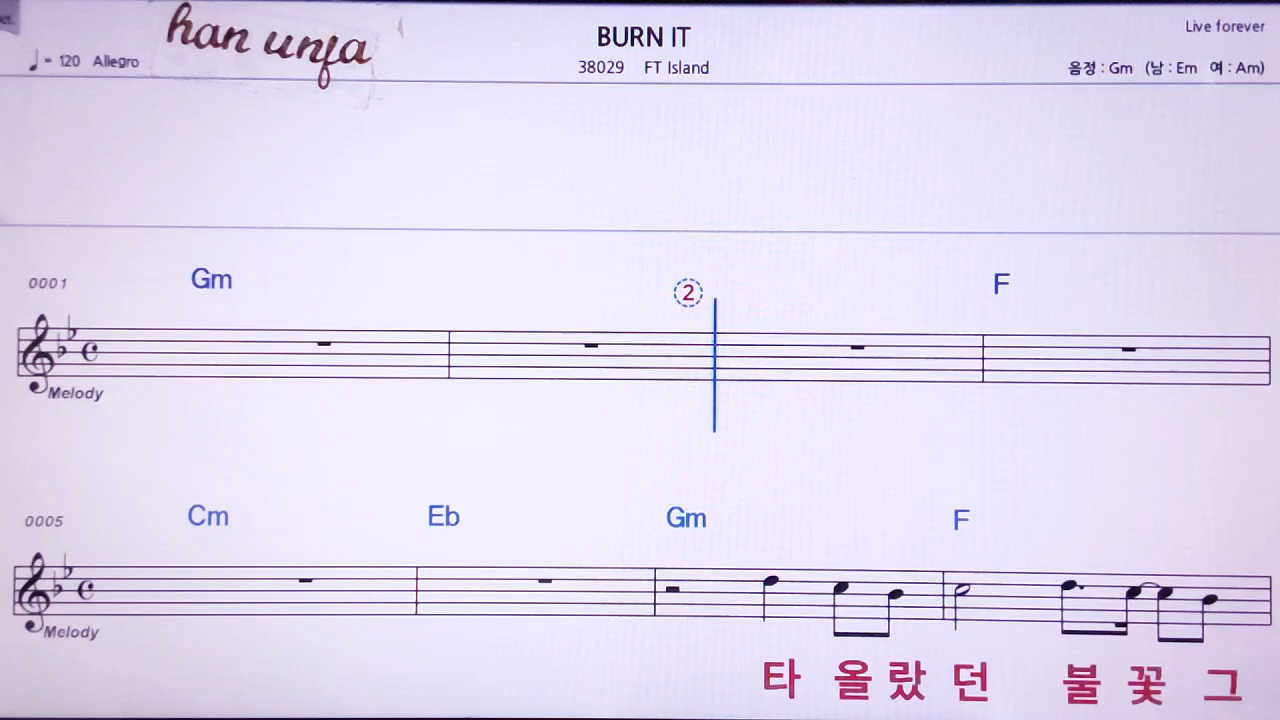 han unfa
BURN IT
Live forever
♩= 120 Allegro
38029 FT Island
음정 : Gm (남 : Em 여 : Am)
0001
Gm
2
F
Melody
0005
Cm Eb Gm F
Melody
타 올 랐 던 불 꽃 그